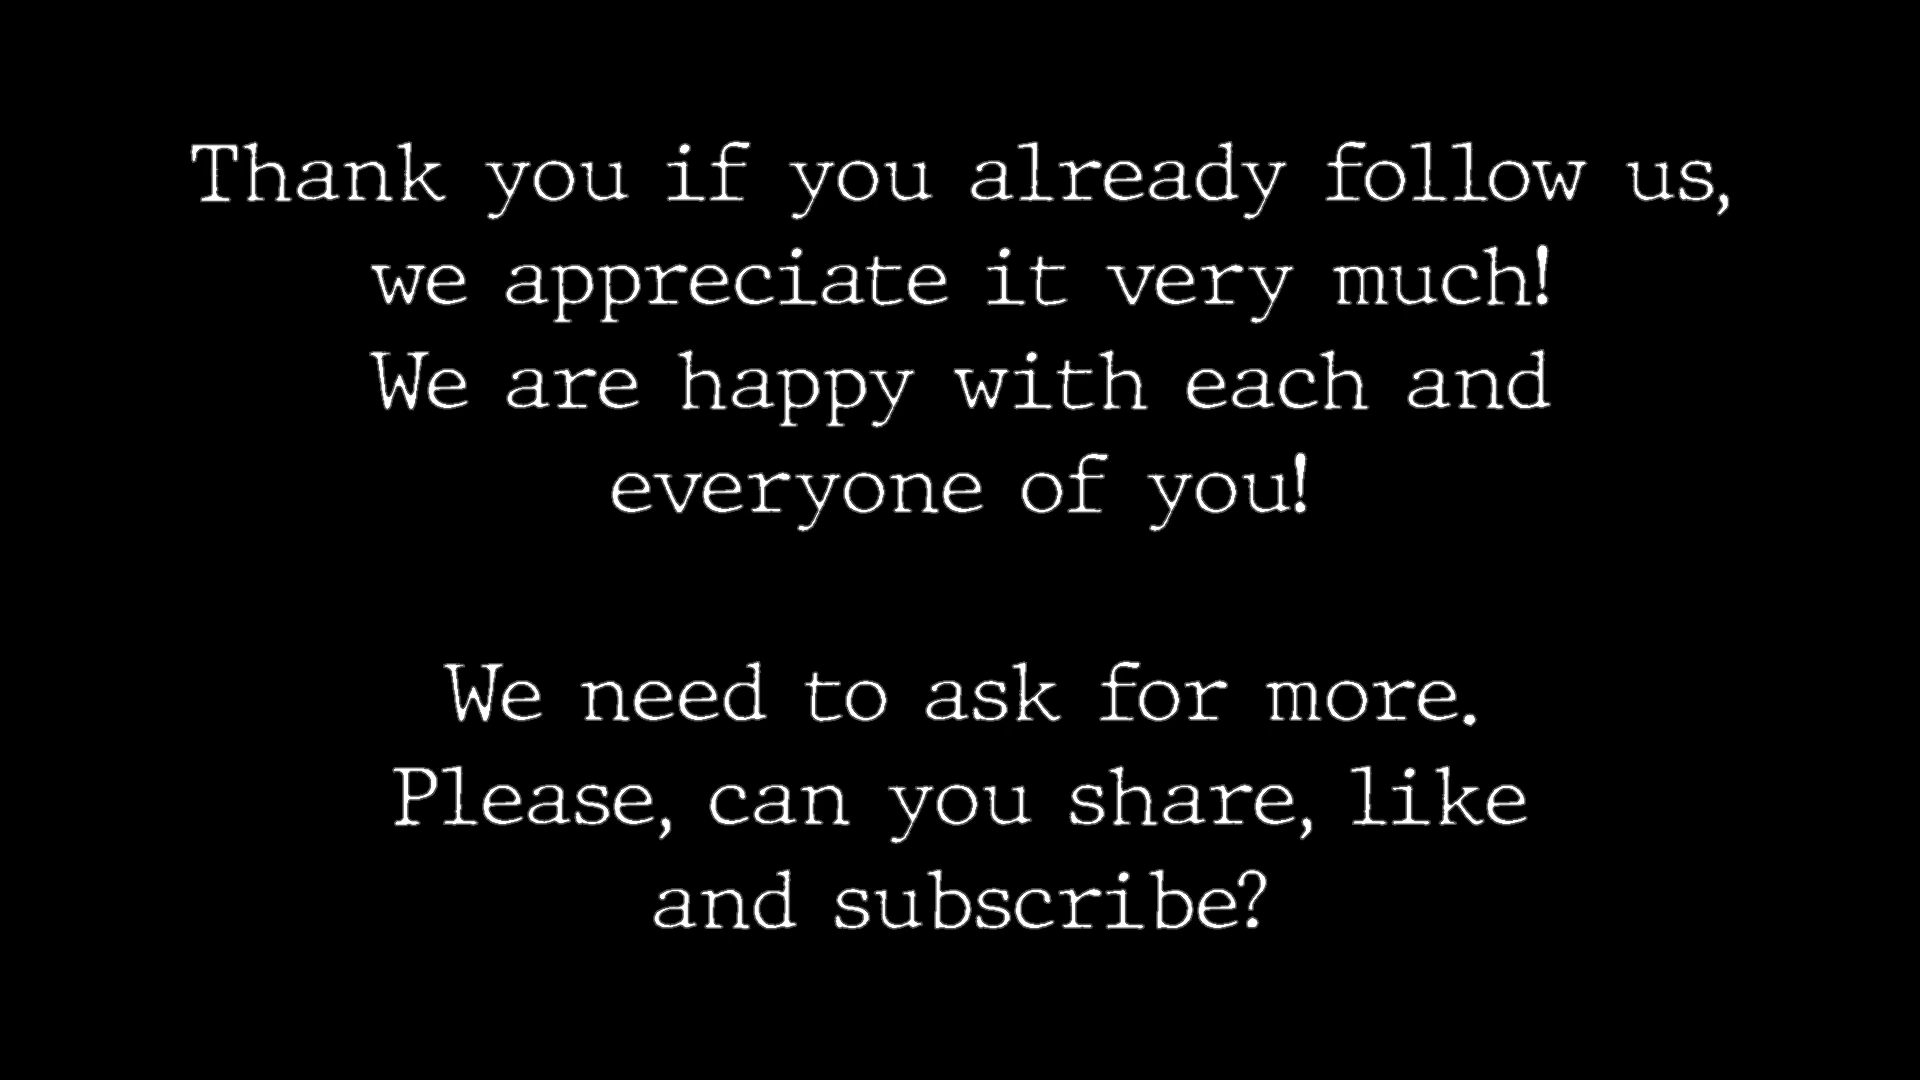 Thank you if you already follow us,
we appreciate it very much!
We are happy with each and
everyone of you!
We need to ask for more.
Please, can you share, like
and subscribe?